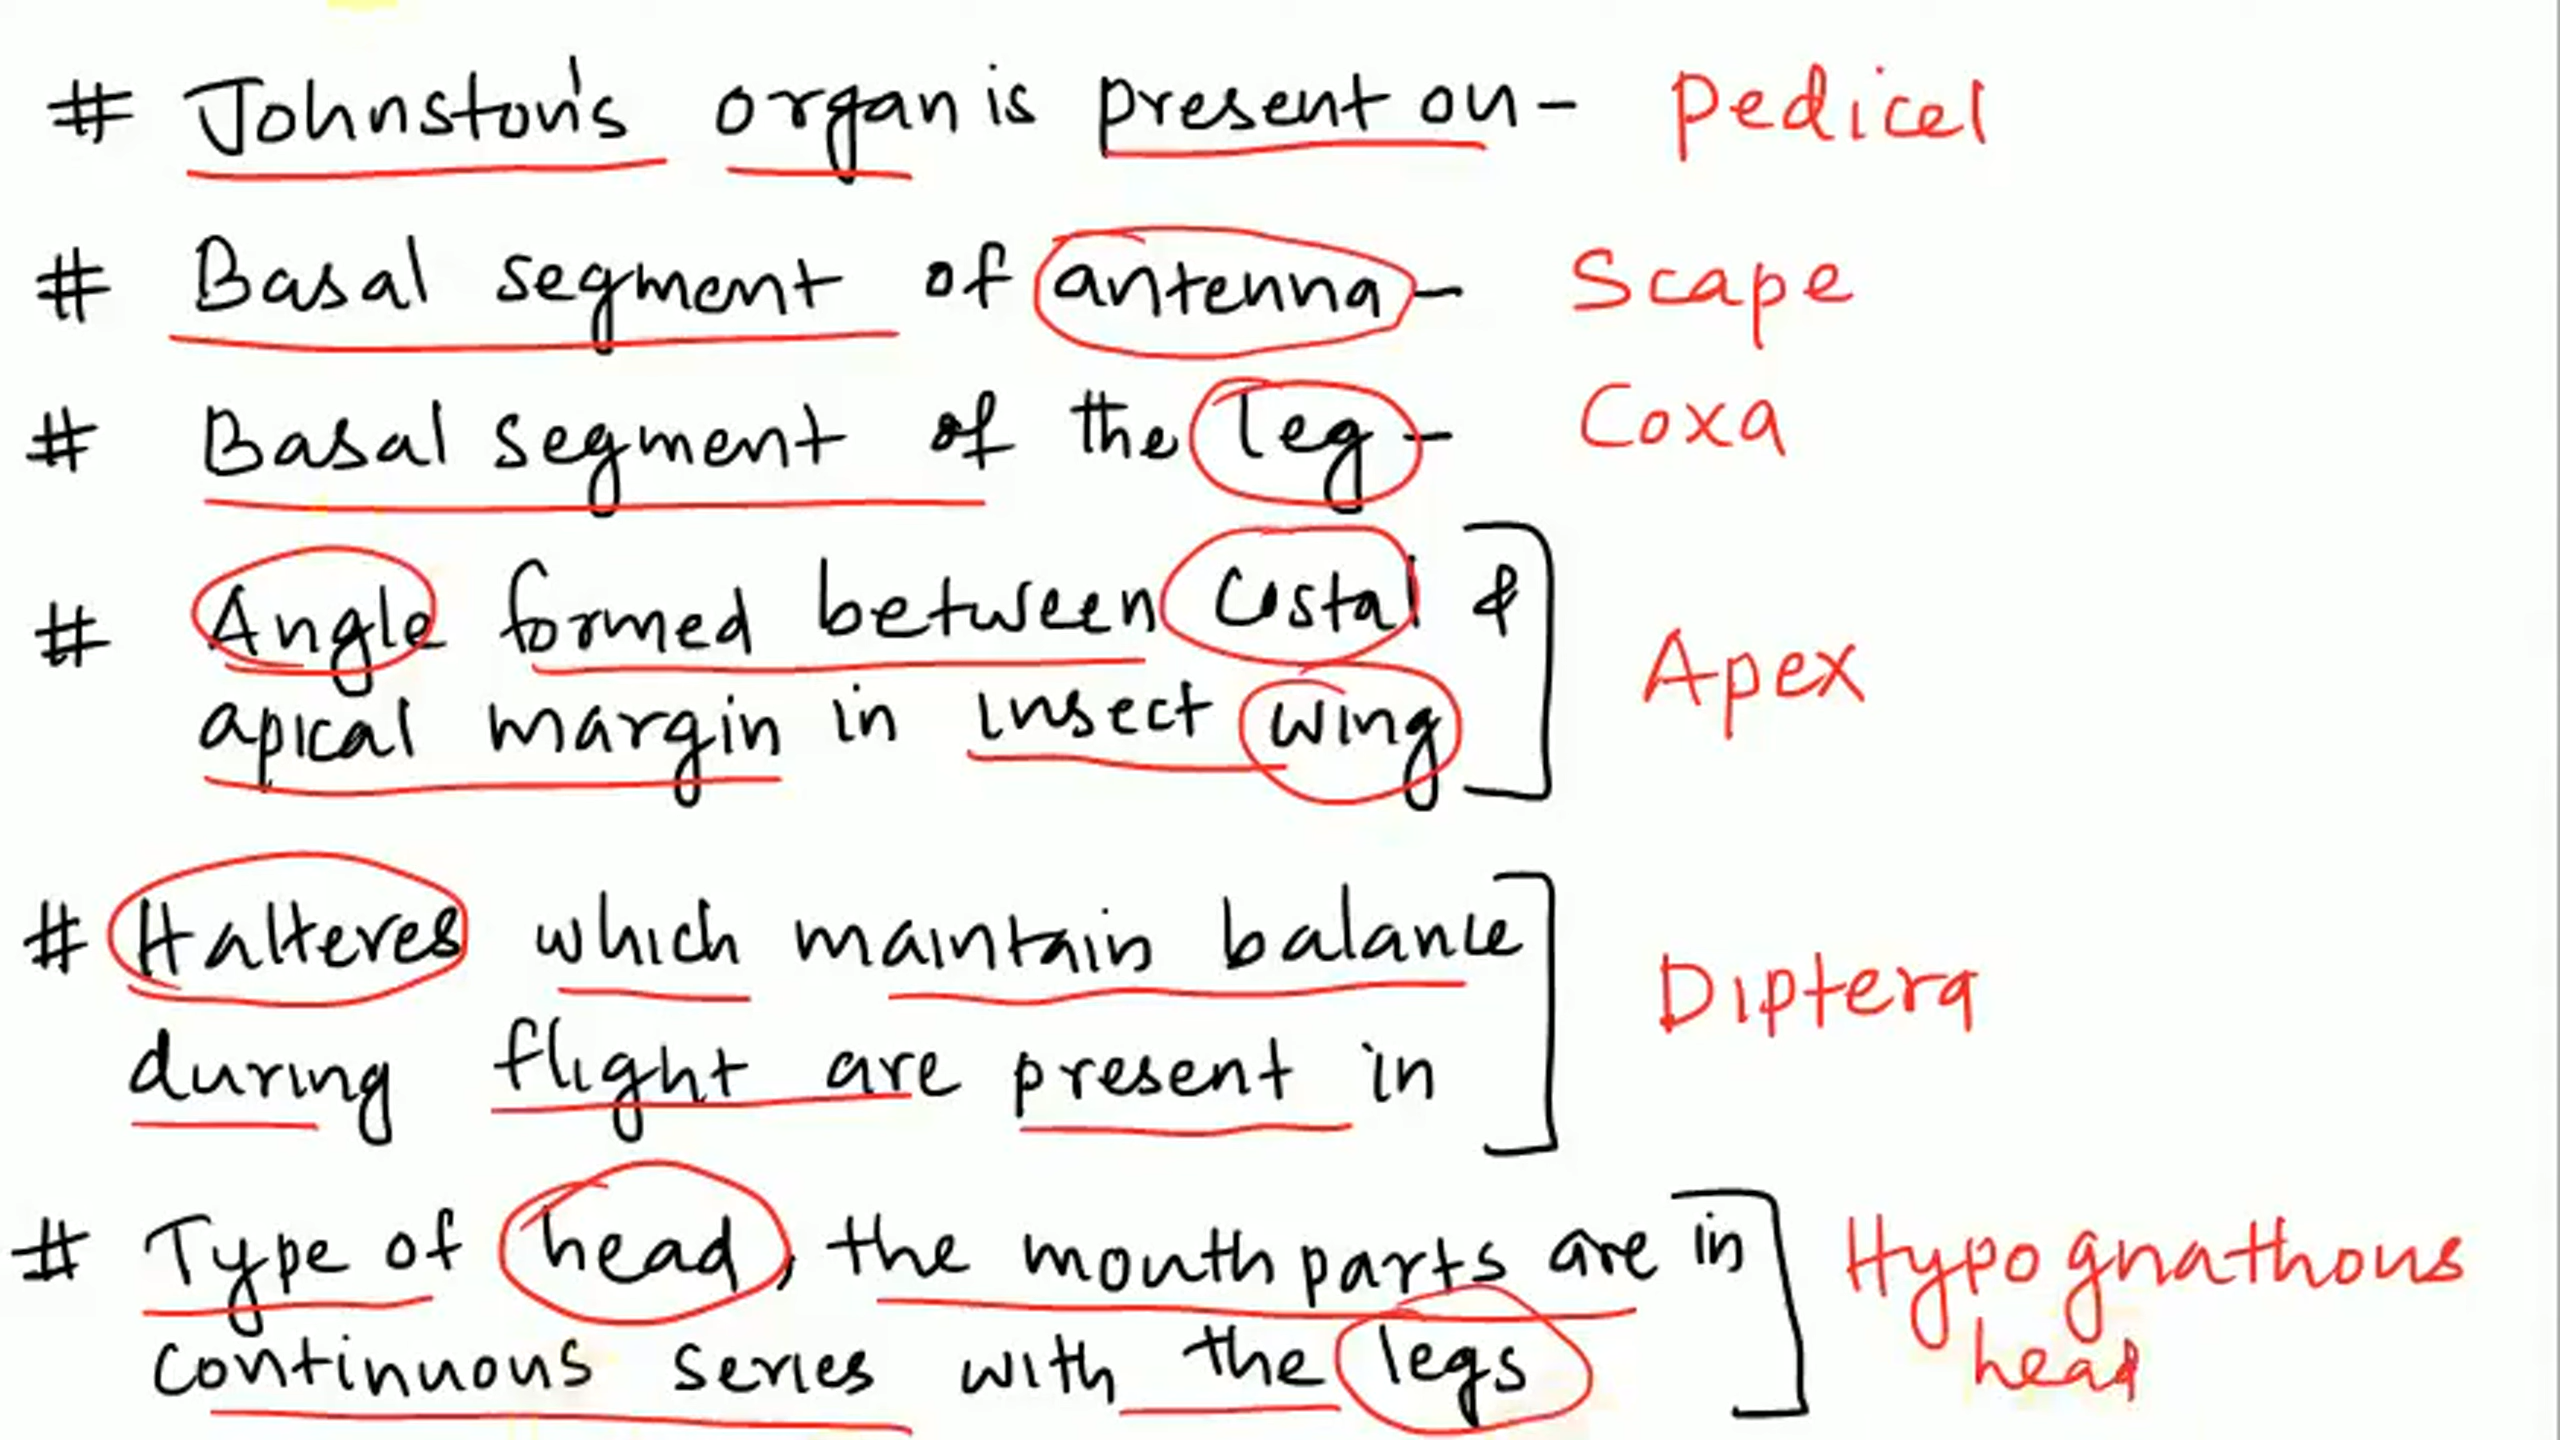 # Johnston's organ is present on - Pedicel
# Basal segment of antenna - Scape
# Basal segment of the leg - Coxa
# Angle formed between Costal &
apical margin in insect wing] Apex
# Halteres which maintain balance
during flight are present in] Diptera
# Type of head, the mouthparts are in
continuous series with the legs] Hypognathous
head